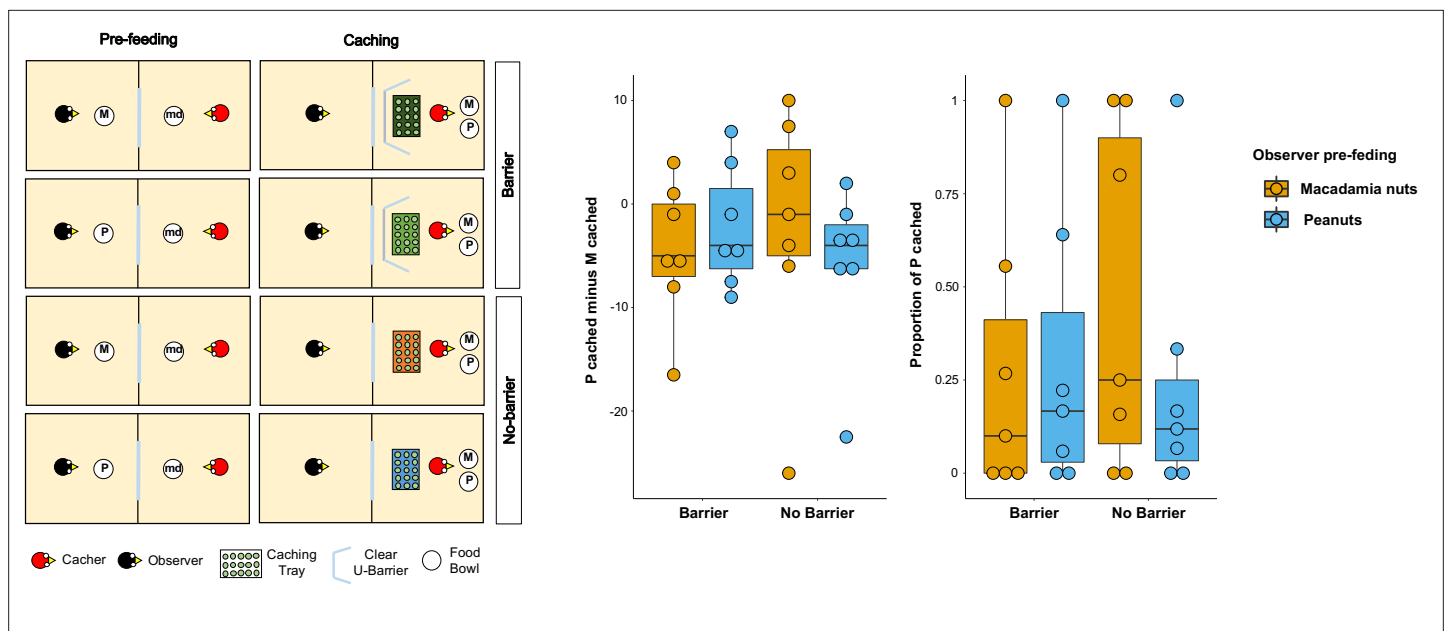 Pre-feeding
Caching
M
md
M
P
Barrier
P
md
M
P
M
md
M
P
No-barrier
P
md
M
P
Cacher
Observer
Caching
Tray
Clear
U-Barrier
Food
Bowl
P cached minus M cached
10
0
-10
-20
Barrier
No Barrier
Proportion of P cached
1
0.75
0.50
0.25
0
Barrier
No Barrier
Observer pre-feding
Macadamia nuts
Peanuts